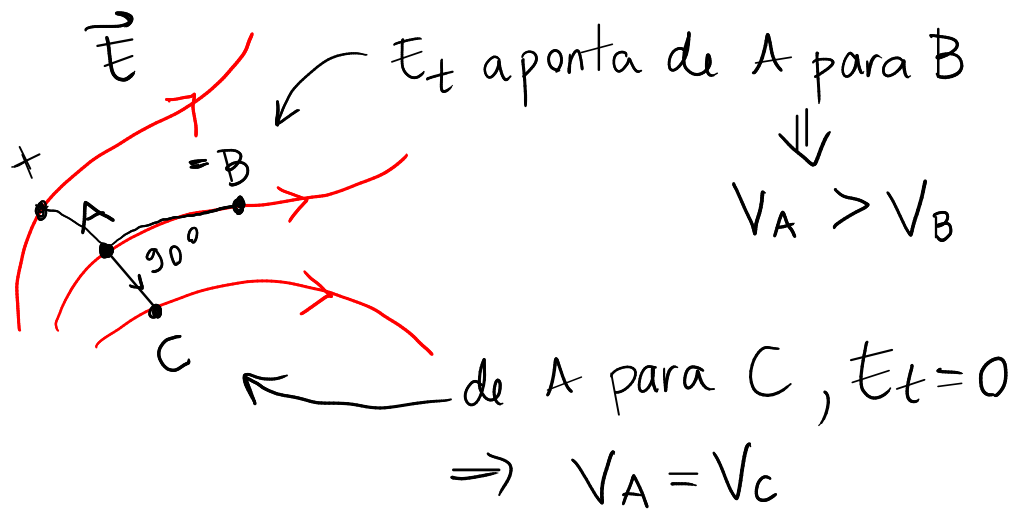 E⃗
Eₜ aponta de A para B
⇓
V_A > V_B
+
A
- B
90°
C
de A para C, Eₜ = 0
⇒ V_A = V_C